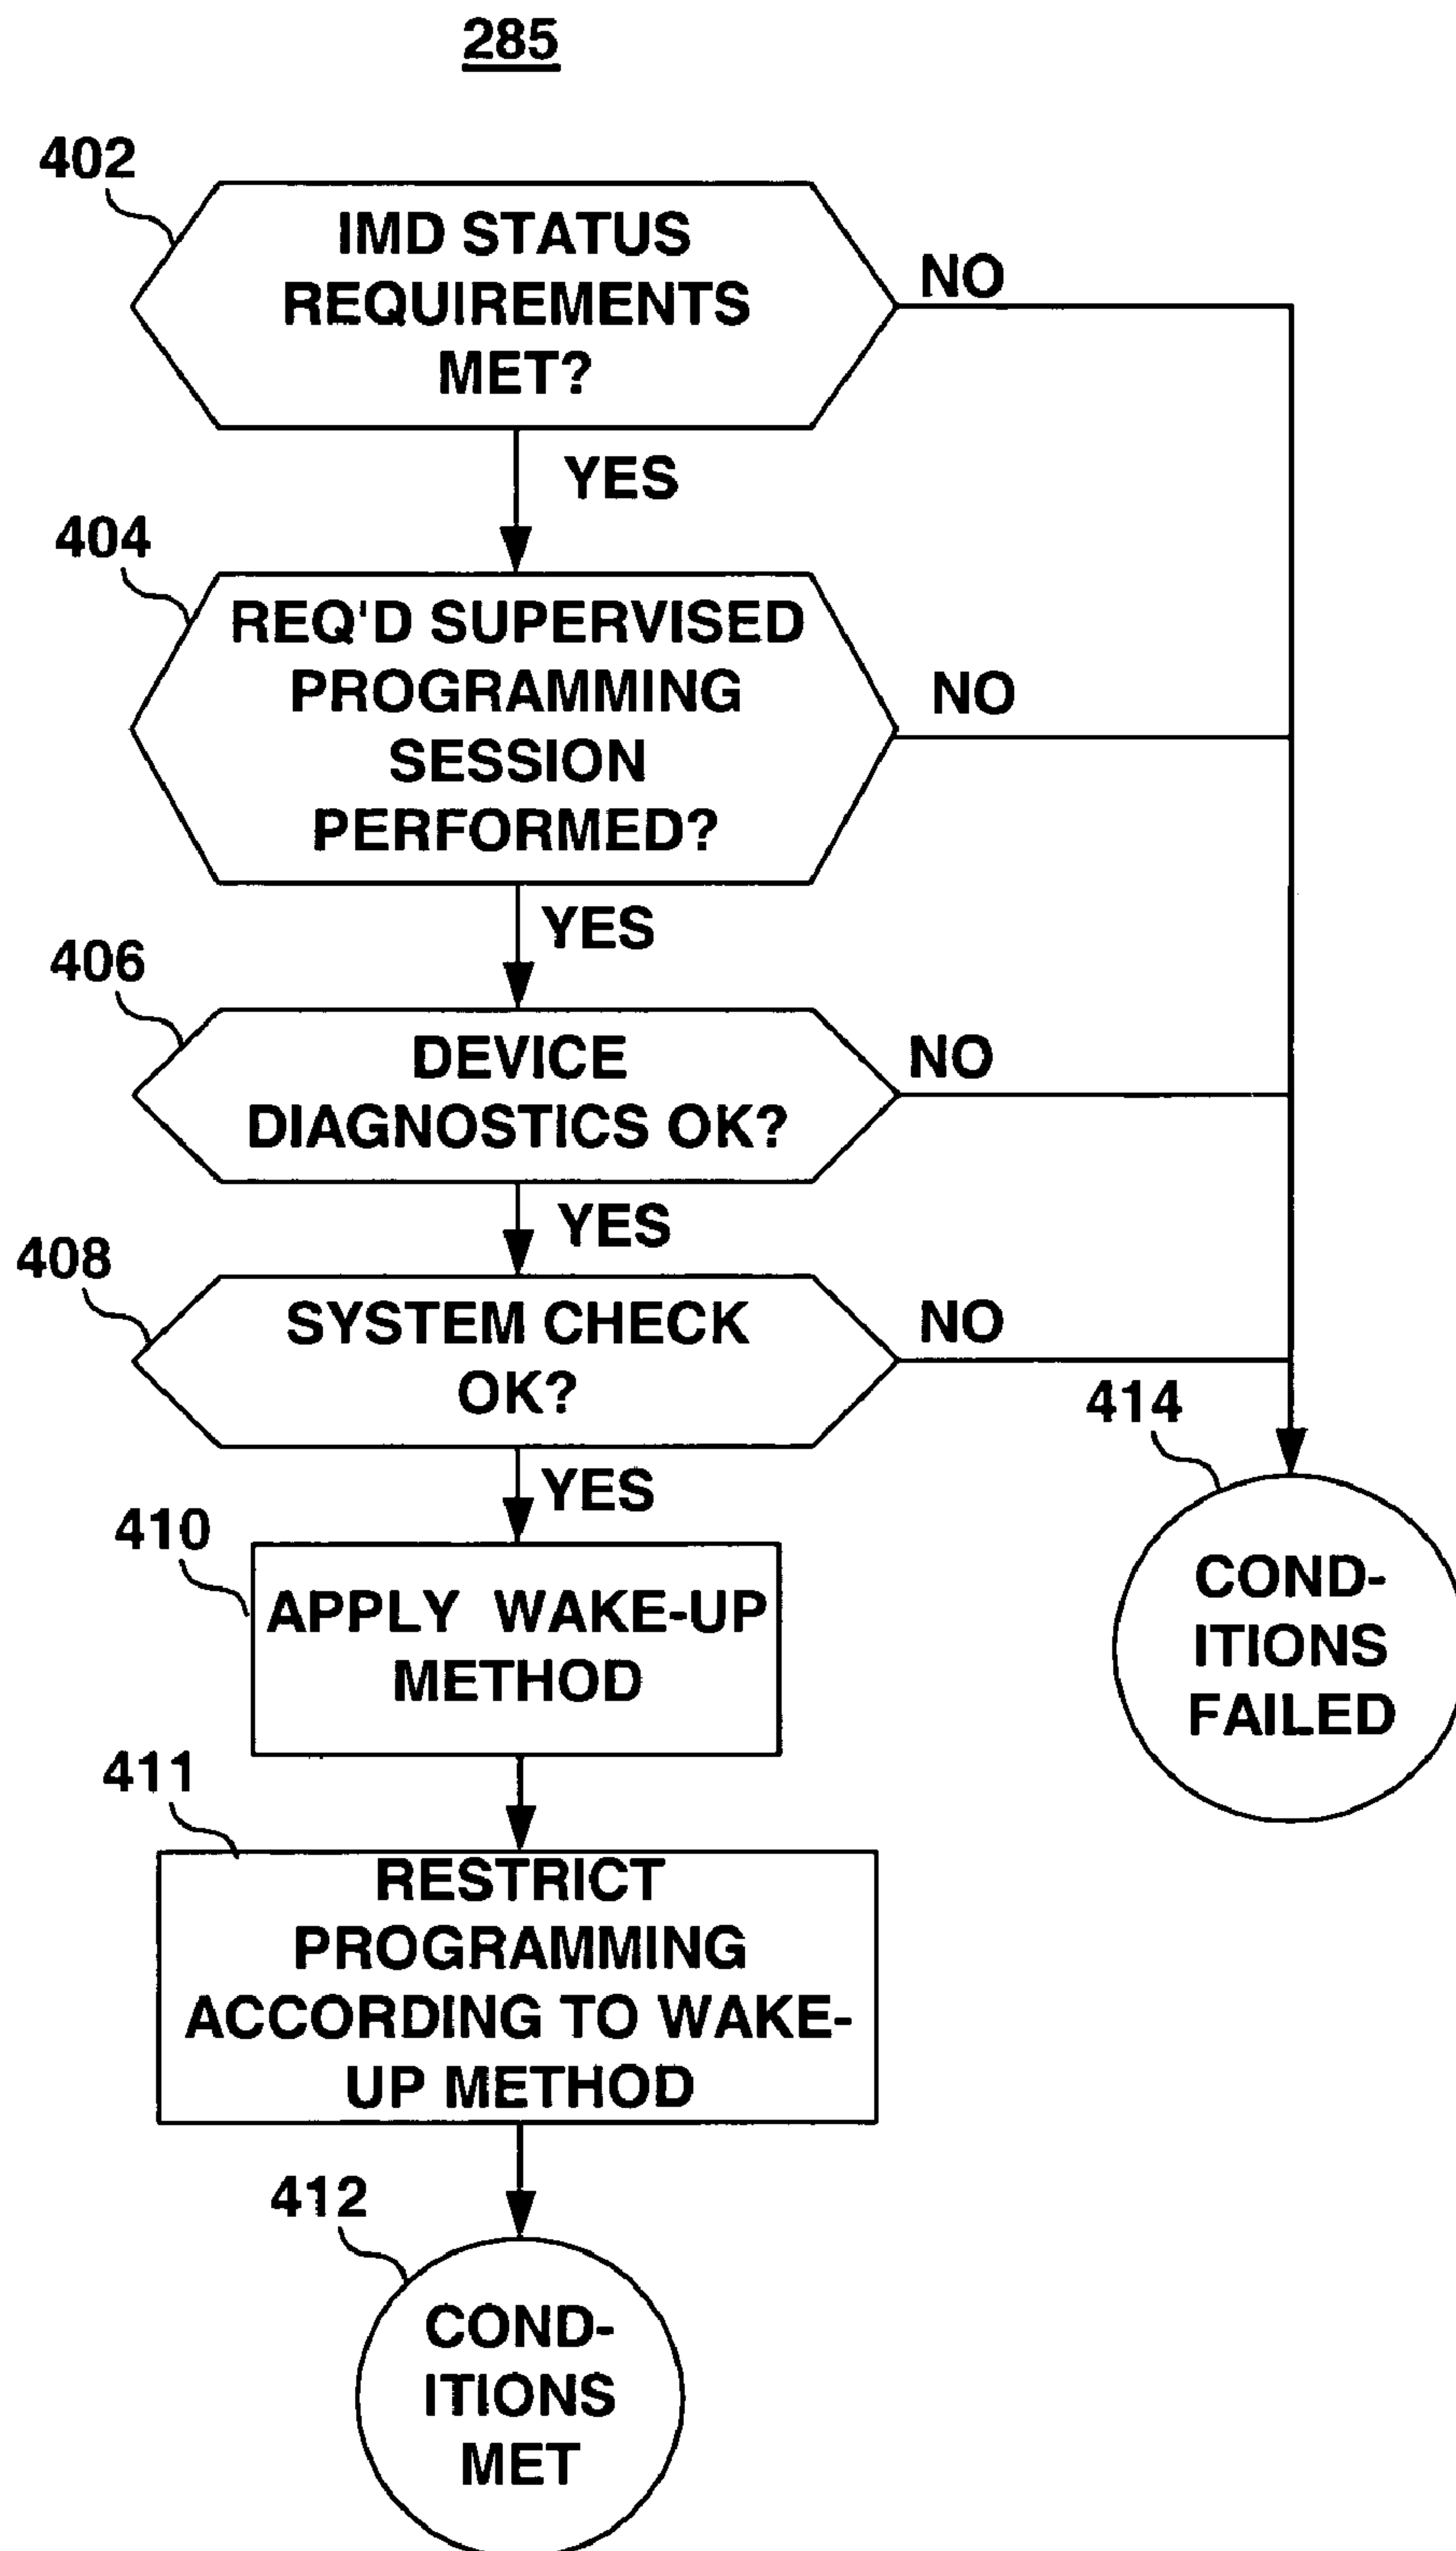 285
402
IMD STATUS
REQUIREMENTS
MET?
NO
YES
404
REQ'D SUPERVISED
PROGRAMMING
SESSION
PERFORMED?
NO
YES
406
DEVICE
DIAGNOSTICS OK?
NO
YES
408
SYSTEM CHECK
OK?
NO
YES
414
COND-
ITIONS
FAILED
410
APPLY WAKE-UP
METHOD
411
RESTRICT
PROGRAMMING
ACCORDING TO WAKE-
UP METHOD
412
COND-
ITIONS
MET